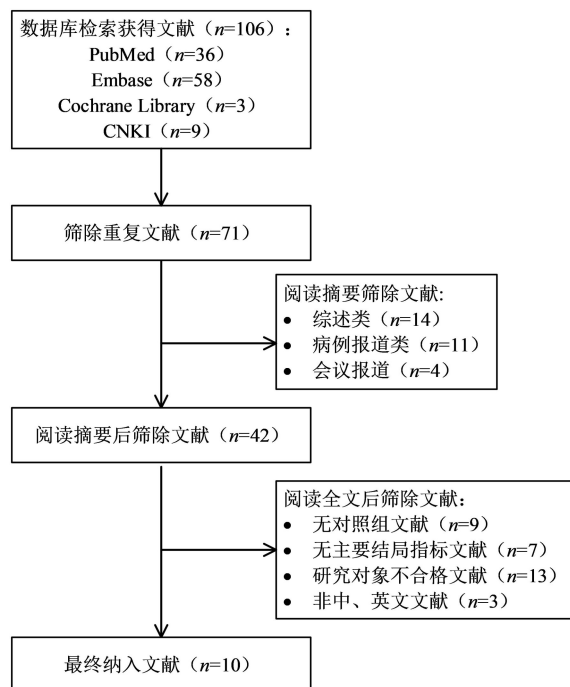 数据库检索获得文献（n=106）：
PubMed（n=36）
Embase（n=58）
Cochrane Library（n=3）
CNKI（n=9）
筛除重复文献（n=71）
阅读摘要筛除文献:
• 综述类（n=14）
• 病例报道类（n=11）
• 会议报道（n=4）
阅读摘要后筛除文献（n=42）
阅读全文后筛除文献：
• 无对照组文献（n=9）
• 无主要结局指标文献（n=7）
• 研究对象不合格文献（n=13）
• 非中、英文文献（n=3）
最终纳入文献（n=10）